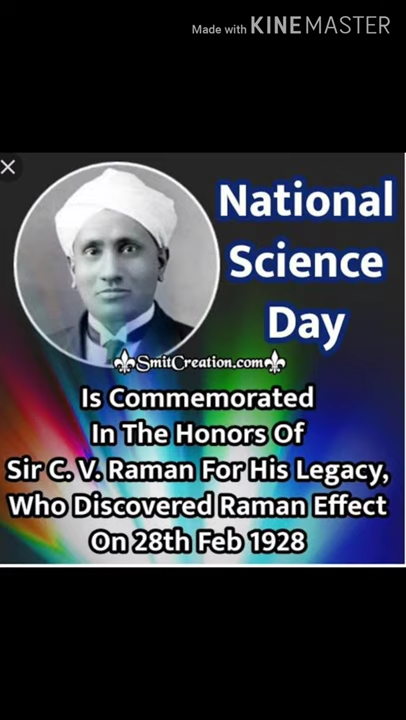 Made with KINEMASTER
National
Science
Day
SmitCreation.com
Is Commemorated
In The Honors Of
Sir C. V. Raman For His Legacy,
Who Discovered Raman Effect
On 28th Feb 1928